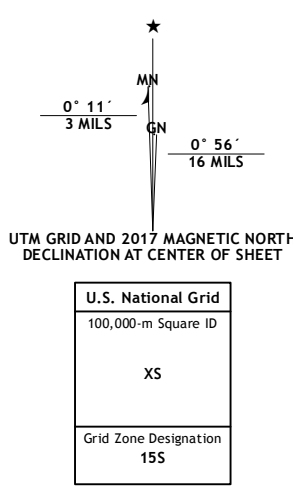 ★
MN
0° 11´
3 MILS
GN
0° 56´
16 MILS
UTM GRID AND 2017 MAGNETIC NORTH
DECLINATION AT CENTER OF SHEET
U.S. National Grid
100,000-m Square ID
XS
Grid Zone Designation
15S